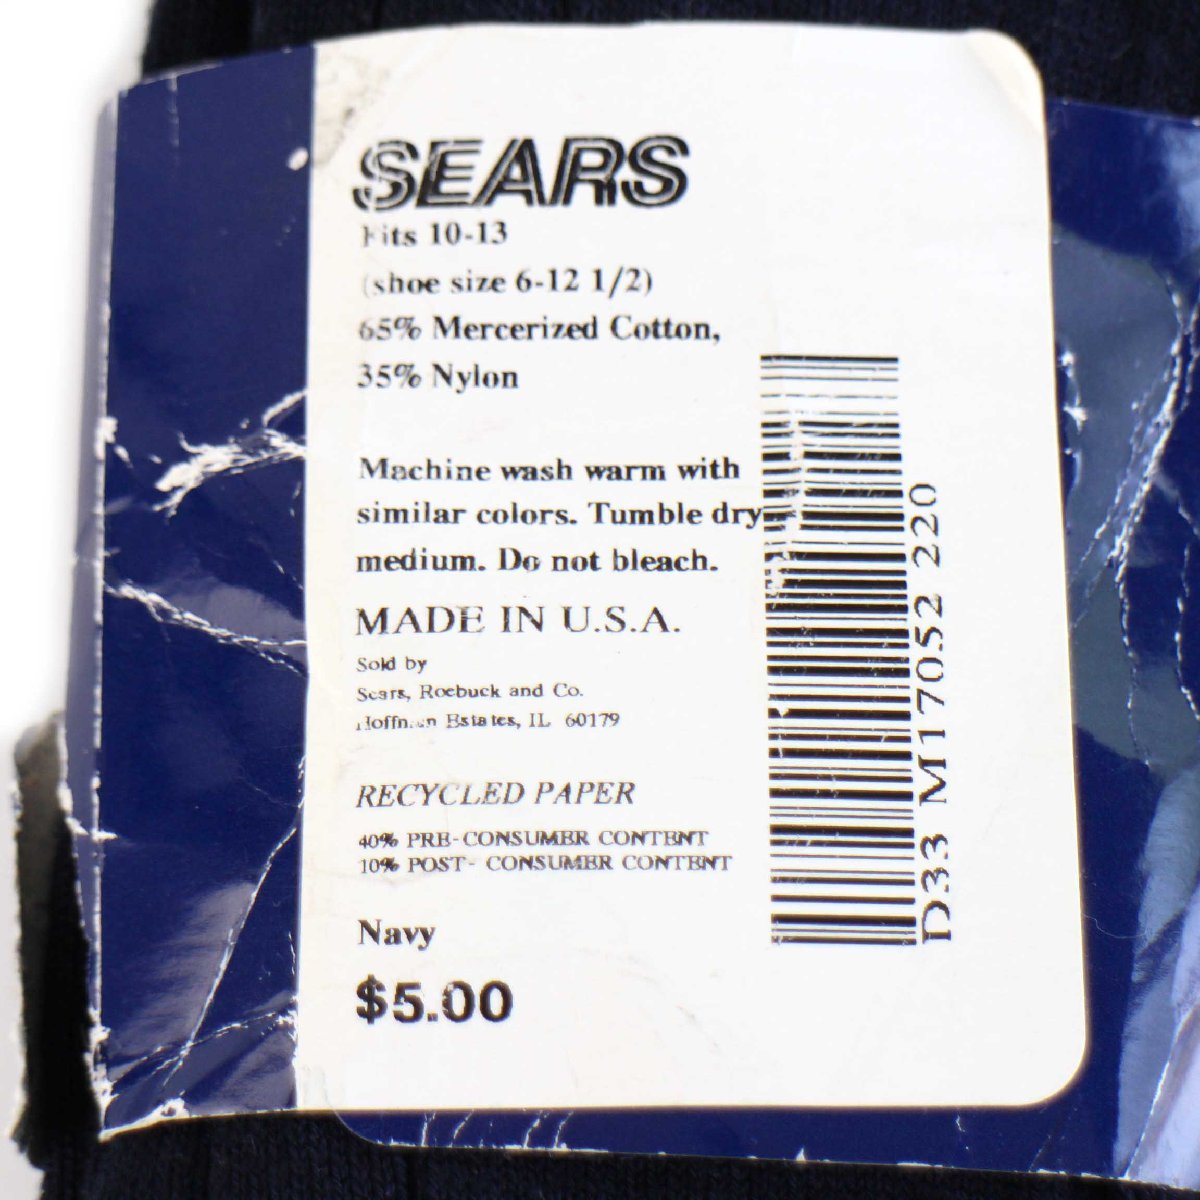 SEARS
Fits 10-13
(shoe size 6-12 1/2)
65% Mercerized Cotton,
35% Nylon
Machine wash warm with
similar colors. Tumble dry
medium. Do not bleach.
MADE IN U.S.A.
Sold by
Sears, Roebuck and Co.
Hoffman Estates, IL 60179
RECYCLED PAPER
40% PRE-CONSUMER CONTENT
10% POST- CONSUMER CONTENT
Navy
$5.00
D33 M17052 220